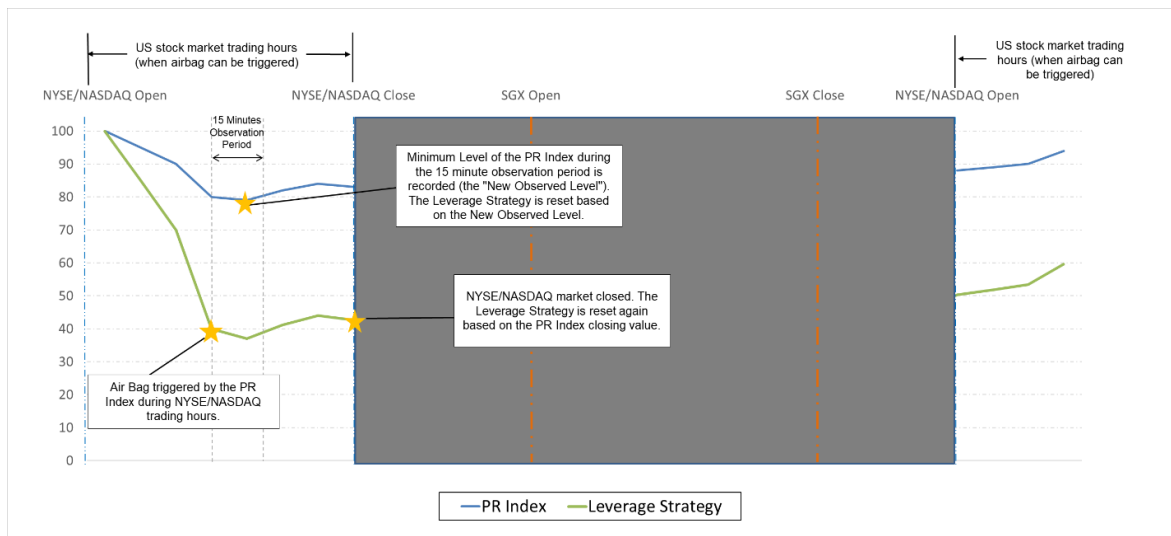 US stock market trading hours
(when airbag can be triggered)
US stock market trading
hours (when airbag can
be triggered)
NYSE/NASDAQ Open
NYSE/NASDAQ Close
SGX Open
SGX Close
NYSE/NASDAQ Open
15 Minutes
Observation
Period
100
90
80
70
60
50
40
30
20
10
0
Minimum Level of the PR Index during
the 15 minute observation period is
recorded (the "New Observed Level").
The Leverage Strategy is reset based
on the New Observed Level.
NYSE/NASDAQ market closed. The
Leverage Strategy is reset again
based on the PR Index closing value.
Air Bag triggered by the PR
Index during NYSE/NASDAQ
trading hours.
PR Index
Leverage Strategy